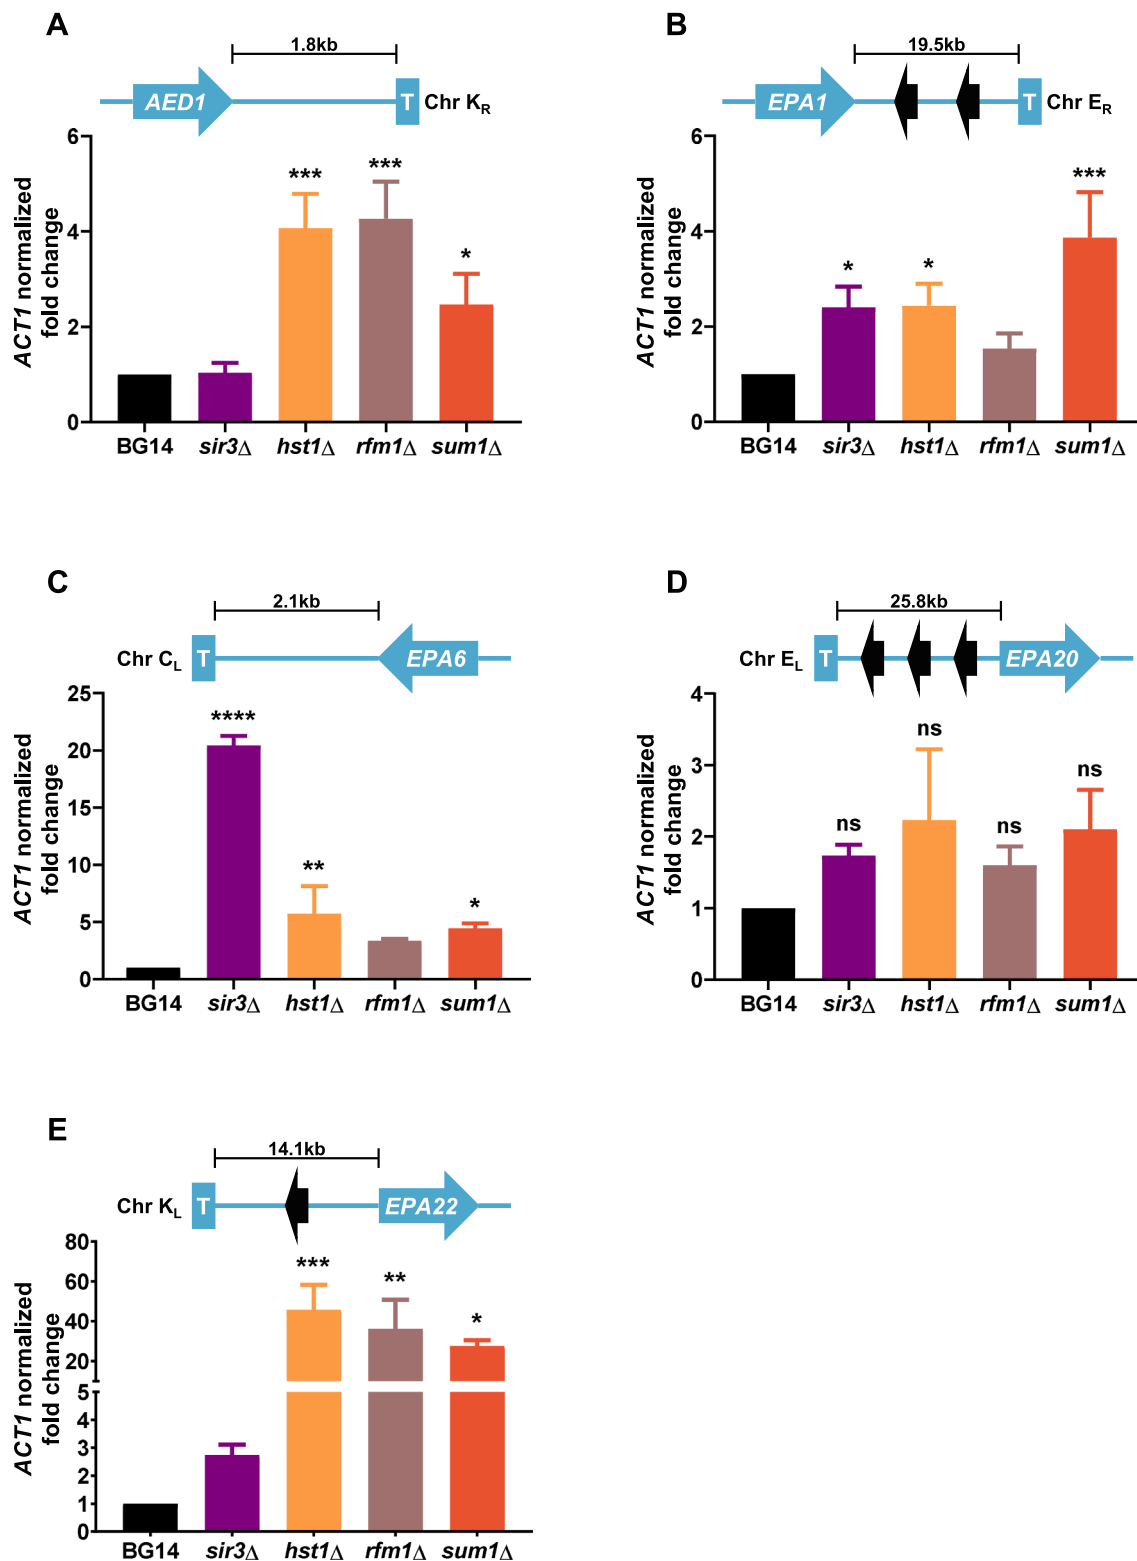 A
1.8kb
AED1
T
Chr KR
ACT1 normalized
fold change
6
4
2
0
***
***
*
BG14
sir3Δ
hst1Δ
rfm1Δ
sum1Δ
B
19.5kb
EPA1
T
Chr ER
ACT1 normalized
fold change
6
4
2
0
*
*
***
BG14
sir3Δ
hst1Δ
rfm1Δ
sum1Δ
C
2.1kb
Chr CL
T
EPA6
ACT1 normalized
fold change
25
20
15
10
5
0
****
**
*
BG14
sir3Δ
hst1Δ
rfm1Δ
sum1Δ
D
25.8kb
Chr EL
T
EPA20
ACT1 normalized
fold change
4
3
2
1
0
ns
ns
ns
ns
BG14
sir3Δ
hst1Δ
rfm1Δ
sum1Δ
E
14.1kb
Chr KL
T
EPA22
ACT1 normalized
fold change
80
60
40
20
5
4
3
2
1
0
***
**
*
BG14
sir3Δ
hst1Δ
rfm1Δ
sum1Δ